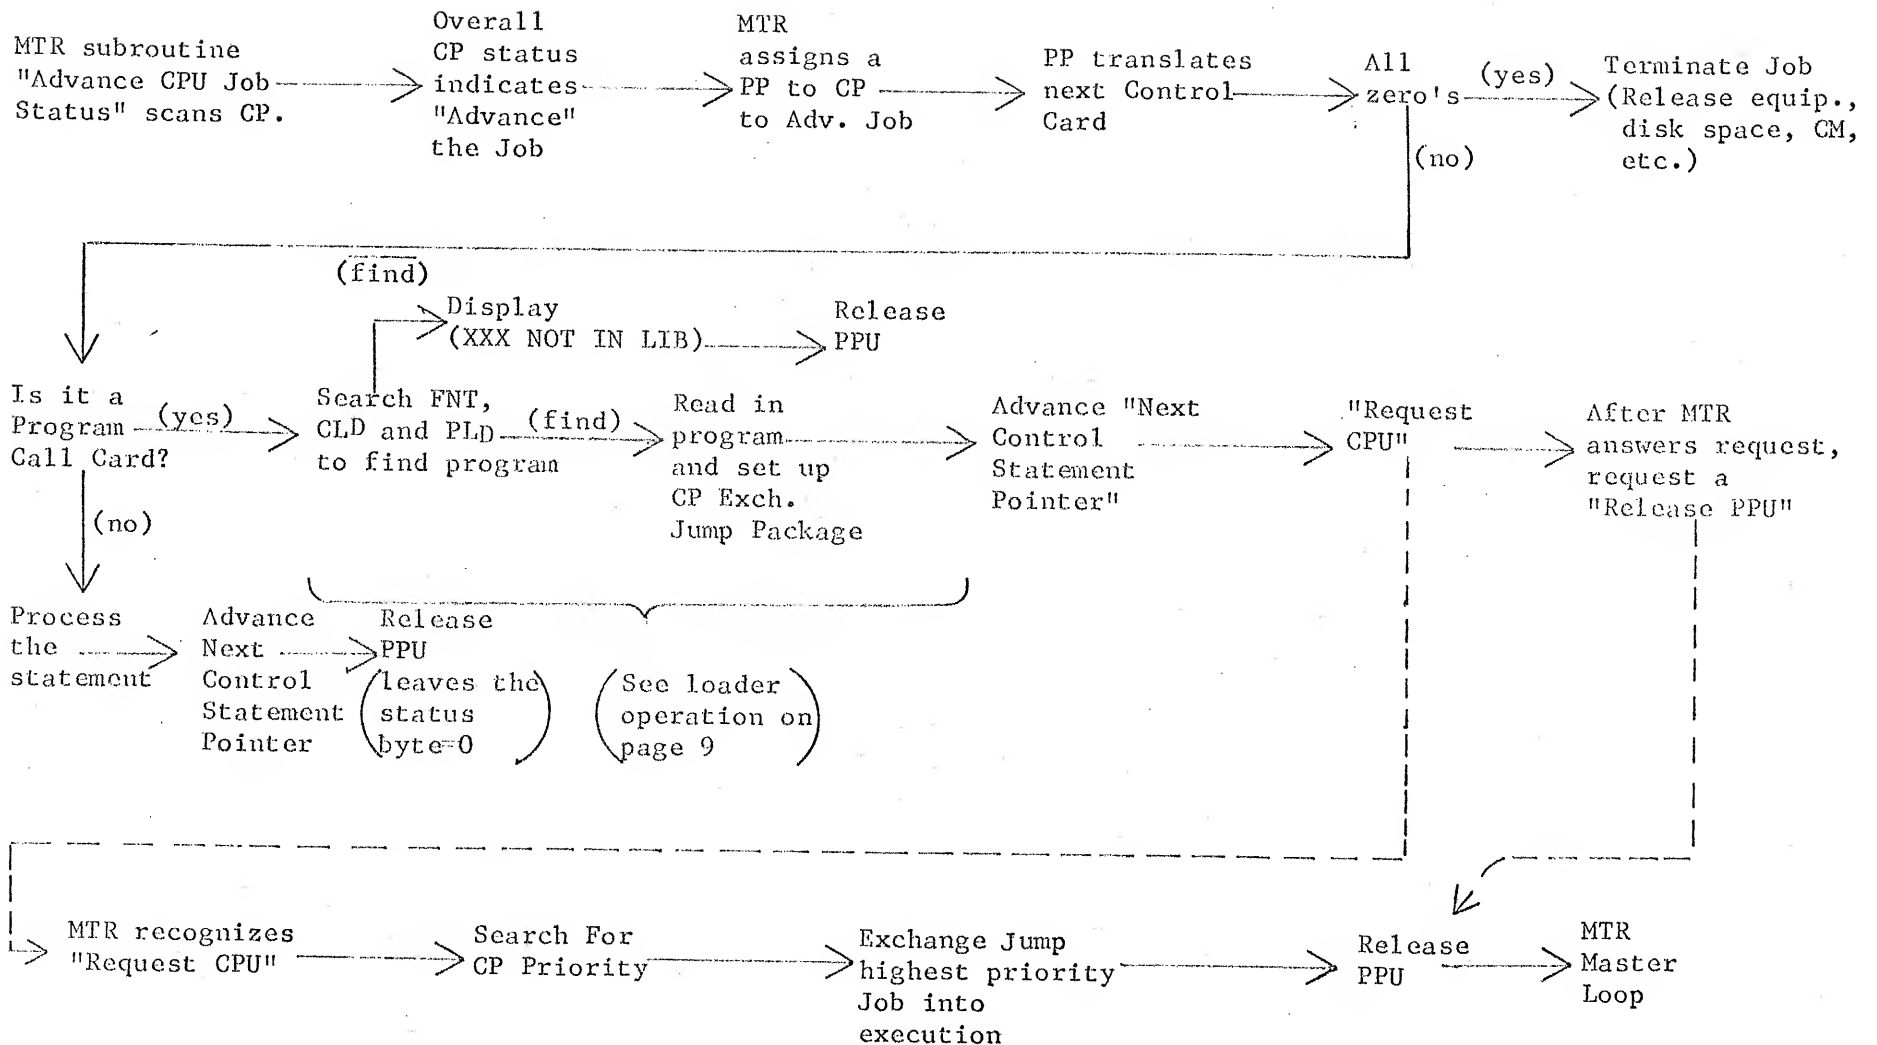 MTR subroutine
"Advance CPU Job
Status" scans CP.
Overall
CP status
indicates
"Advance"
the Job
MTR
assigns a
PP to CP
to Adv. Job
PP translates
next Control
Card
All
zero's
(yes)
(no)
Terminate Job
(Release equip.,
disk space, CM,
etc.)
(find)
Display
(XXX NOT IN LIB)
Release
PPU
Is it a
Program
Call Card?
(yes)
(no)
Search FNT,
CLD and PLD
to find program
(find)
Read in
program
and set up
CP Exch.
Jump Package
Advance "Next
Control
Statement
Pointer"
"Request
CPU"
After MTR
answers request,
request a
"Release PPU"
Process
the
statement
Advance
Next
Control
Statement
Pointer
Release
PPU
(leaves the
status
byte=0)
(See loader
operation on
page 9)
MTR recognizes
"Request CPU"
Search For
CP Priority
Exchange Jump
highest priority
Job into
execution
Release
PPU
MTR
Master
Loop